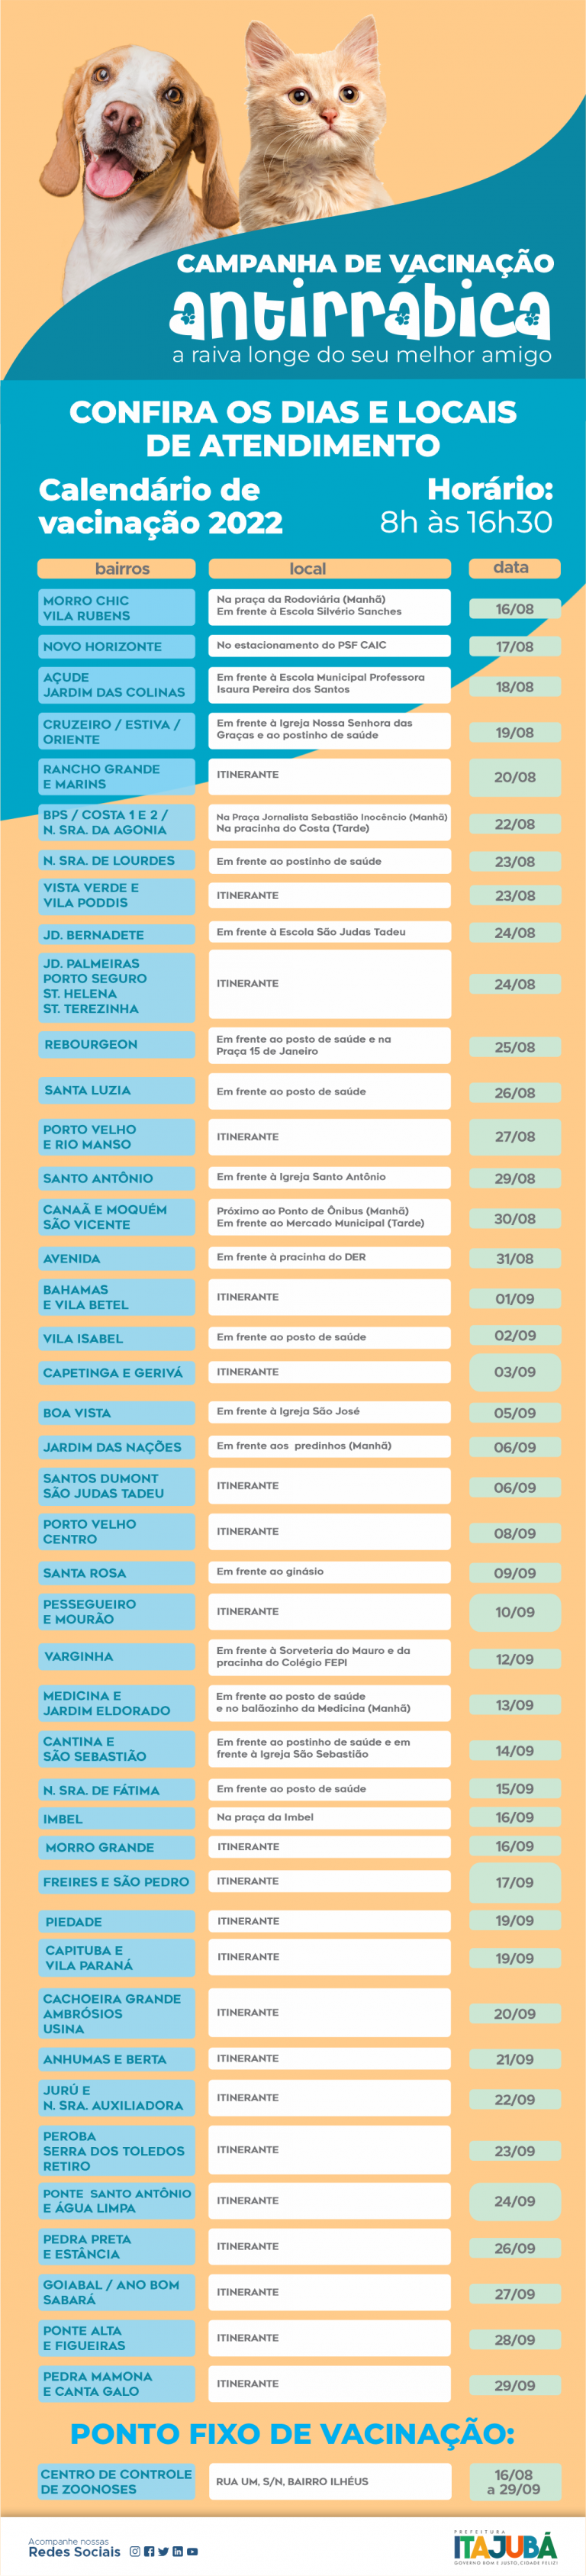 CAMPANHA DE VACINAÇÃO
antirrábica
a raiva longe do seu melhor amigo
CONFIRA OS DIAS E LOCAIS
DE ATENDIMENTO
Calendário de
vacinação 2022
Horário:
8h às 16h30
bairros
local
data
MORRO CHIC
VILA RUBENS
Na praça da Rodoviária (Manhã)
Em frente à Escola Silvério Sanches
16/08
NOVO HORIZONTE
No estacionamento do PSF CAIC
17/08
AÇUDE
JARDIM DAS COLINAS
Em frente à Escola Municipal Professora
Isaura Pereira dos Santos
18/08
CRUZEIRO / ESTIVA /
ORIENTE
Em frente à Igreja Nossa Senhora das
Graças e ao postinho de saúde
19/08
RANCHO GRANDE
E MARINS
ITINERANTE
20/08
BPS / COSTA 1 E 2 /
N. SRA. DA AGONIA
Na Praça Jornalista Sebastião Inocêncio (Manhã)
Na pracinha do Costa (Tarde)
22/08
N. SRA. DE LOURDES
Em frente ao postinho de saúde
23/08
VISTA VERDE E
VILA PODDIS
ITINERANTE
23/08
JD. BERNADETE
Em frente à Escola São Judas Tadeu
24/08
JD. PALMEIRAS
PORTO SEGURO
ST. HELENA
ST. TEREZINHA
ITINERANTE
24/08
REBOURGEON
Em frente ao posto de saúde e na
Praça 15 de Janeiro
25/08
SANTA LUZIA
Em frente ao posto de saúde
26/08
PORTO VELHO
E RIO MANSO
ITINERANTE
27/08
SANTO ANTÔNIO
Em frente à Igreja Santo Antônio
29/08
CANAÃ E MOQUÉM
SÃO VICENTE
Próximo ao Ponto de Ônibus (Manhã)
Em frente ao Mercado Municipal (Tarde)
30/08
AVENIDA
Em frente à pracinha do DER
31/08
BAHAMAS
E VILA BETEL
ITINERANTE
01/09
VILA ISABEL
Em frente ao posto de saúde
02/09
CAPETINGA E GERIVÁ
ITINERANTE
03/09
BOA VISTA
Em frente à Igreja São José
05/09
JARDIM DAS NAÇÕES
Em frente aos predinhos (Manhã)
06/09
SANTOS DUMONT
SÃO JUDAS TADEU
ITINERANTE
06/09
PORTO VELHO
CENTRO
ITINERANTE
08/09
SANTA ROSA
Em frente ao ginásio
09/09
PESSEGUEIRO
E MOURÃO
ITINERANTE
10/09
VARGINHA
Em frente à Sorveteria do Mauro e da
pracinha do Colégio FEPI
12/09
MEDICINA E
JARDIM ELDORADO
Em frente ao posto de saúde
e no balãozinho da Medicina (Manhã)
13/09
CANTINA E
SÃO SEBASTIÃO
Em frente ao postinho de saúde e em
frente à Igreja São Sebastião
14/09
N. SRA. DE FÁTIMA
Em frente ao posto de saúde
15/09
IMBEL
Na praça da Imbel
16/09
MORRO GRANDE
ITINERANTE
16/09
FREIRES E SÃO PEDRO
ITINERANTE
17/09
PIEDADE
ITINERANTE
19/09
CAPITUBA E
VILA PARANÁ
ITINERANTE
19/09
CACHOEIRA GRANDE
AMBRÓSIOS
USINA
ITINERANTE
20/09
ANHUMAS E BERTA
ITINERANTE
21/09
JURÚ E
N. SRA. AUXILIADORA
ITINERANTE
22/09
PEROBA
SERRA DOS TOLEDOS
RETIRO
ITINERANTE
23/09
PONTE SANTO ANTÔNIO
E ÁGUA LIMPA
ITINERANTE
24/09
PEDRA PRETA
E ESTÂNCIA
ITINERANTE
26/09
GOIABAL / ANO BOM
SABARÁ
ITINERANTE
27/09
PONTE ALTA
E FIGUEIRAS
ITINERANTE
28/09
PEDRA MAMONA
E CANTA GALO
ITINERANTE
29/09
PONTO FIXO DE VACINAÇÃO:
CENTRO DE CONTROLE
DE ZOONOSES
RUA UM, S/N, BAIRRO ILHÉUS
16/08
a 29/09
Acompanhe nossas
Redes Sociais
PREFEITURA
ITAJUBÁ
GOVERNO BOM E JUSTO, CIDADE FELIZ!